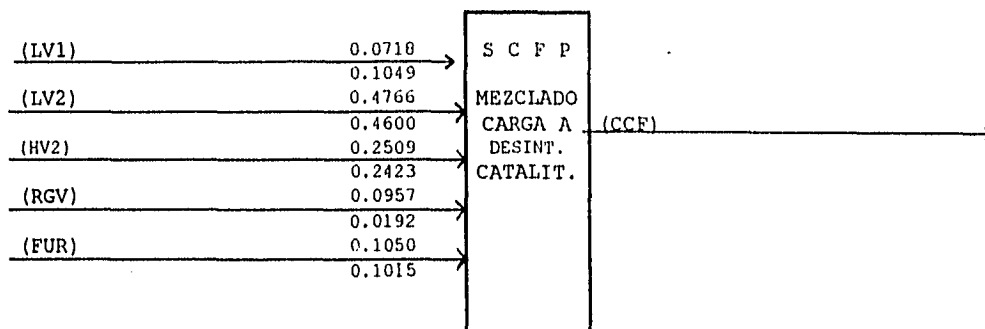 (LV1) 0.0718
0.1049
(LV2) 0.4766
0.4600
(HV2) 0.2509
0.2423
(RGV) 0.0957
0.0192
(FUR) 0.1050
0.1015
S C F P
MEZCLADO
CARGA A
DESINT.
CATALIT.
(CCF)